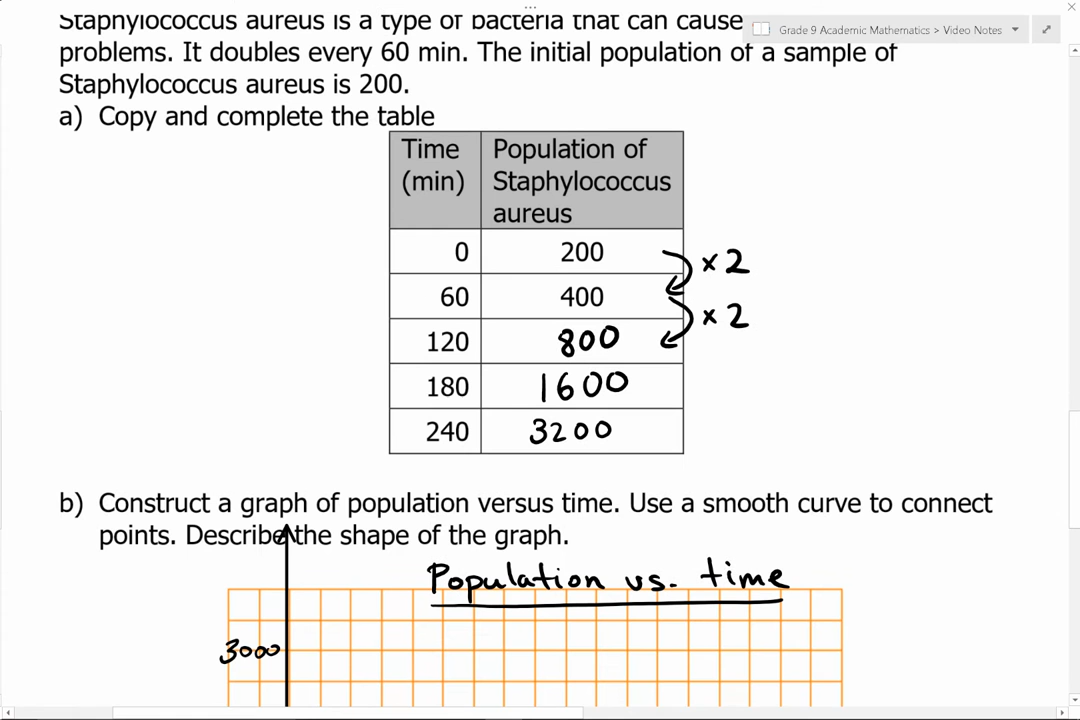 Staphylococcus aureus is a type of bacteria that can cause
Grade 9 Academic Mathematics > Video Notes
problems. It doubles every 60 min. The initial population of a sample of
Staphylococcus aureus is 200.
a) Copy and complete the table
Time (min) Population of Staphylococcus aureus
0 200
× 2
60 400
× 2
120 800
180 1600
240 3200
b) Construct a graph of population versus time. Use a smooth curve to connect
points. Describe the shape of the graph.
Population vs. time
3000